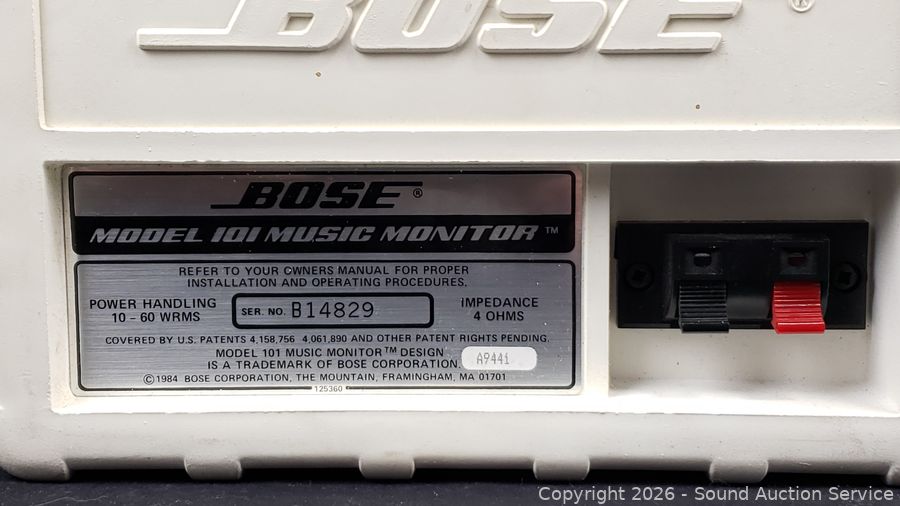 BOSE ®
BOSE ®
MODEL 101 MUSIC MONITOR ™
REFER TO YOUR OWNERS MANUAL FOR PROPER
INSTALLATION AND OPERATING PROCEDURES.
POWER HANDLING
10 - 60 WRMS
SER. NO. B14829
IMPEDANCE
4 OHMS
COVERED BY U.S. PATENTS 4,158,756 4,061,890 AND OTHER PATENT RIGHTS PENDING.
MODEL 101 MUSIC MONITOR™ DESIGN
IS A TRADEMARK OF BOSE CORPORATION.
A9441
©1984 BOSE CORPORATION, THE MOUNTAIN, FRAMINGHAM, MA 01701
125360
Copyright 2026 - Sound Auction Service